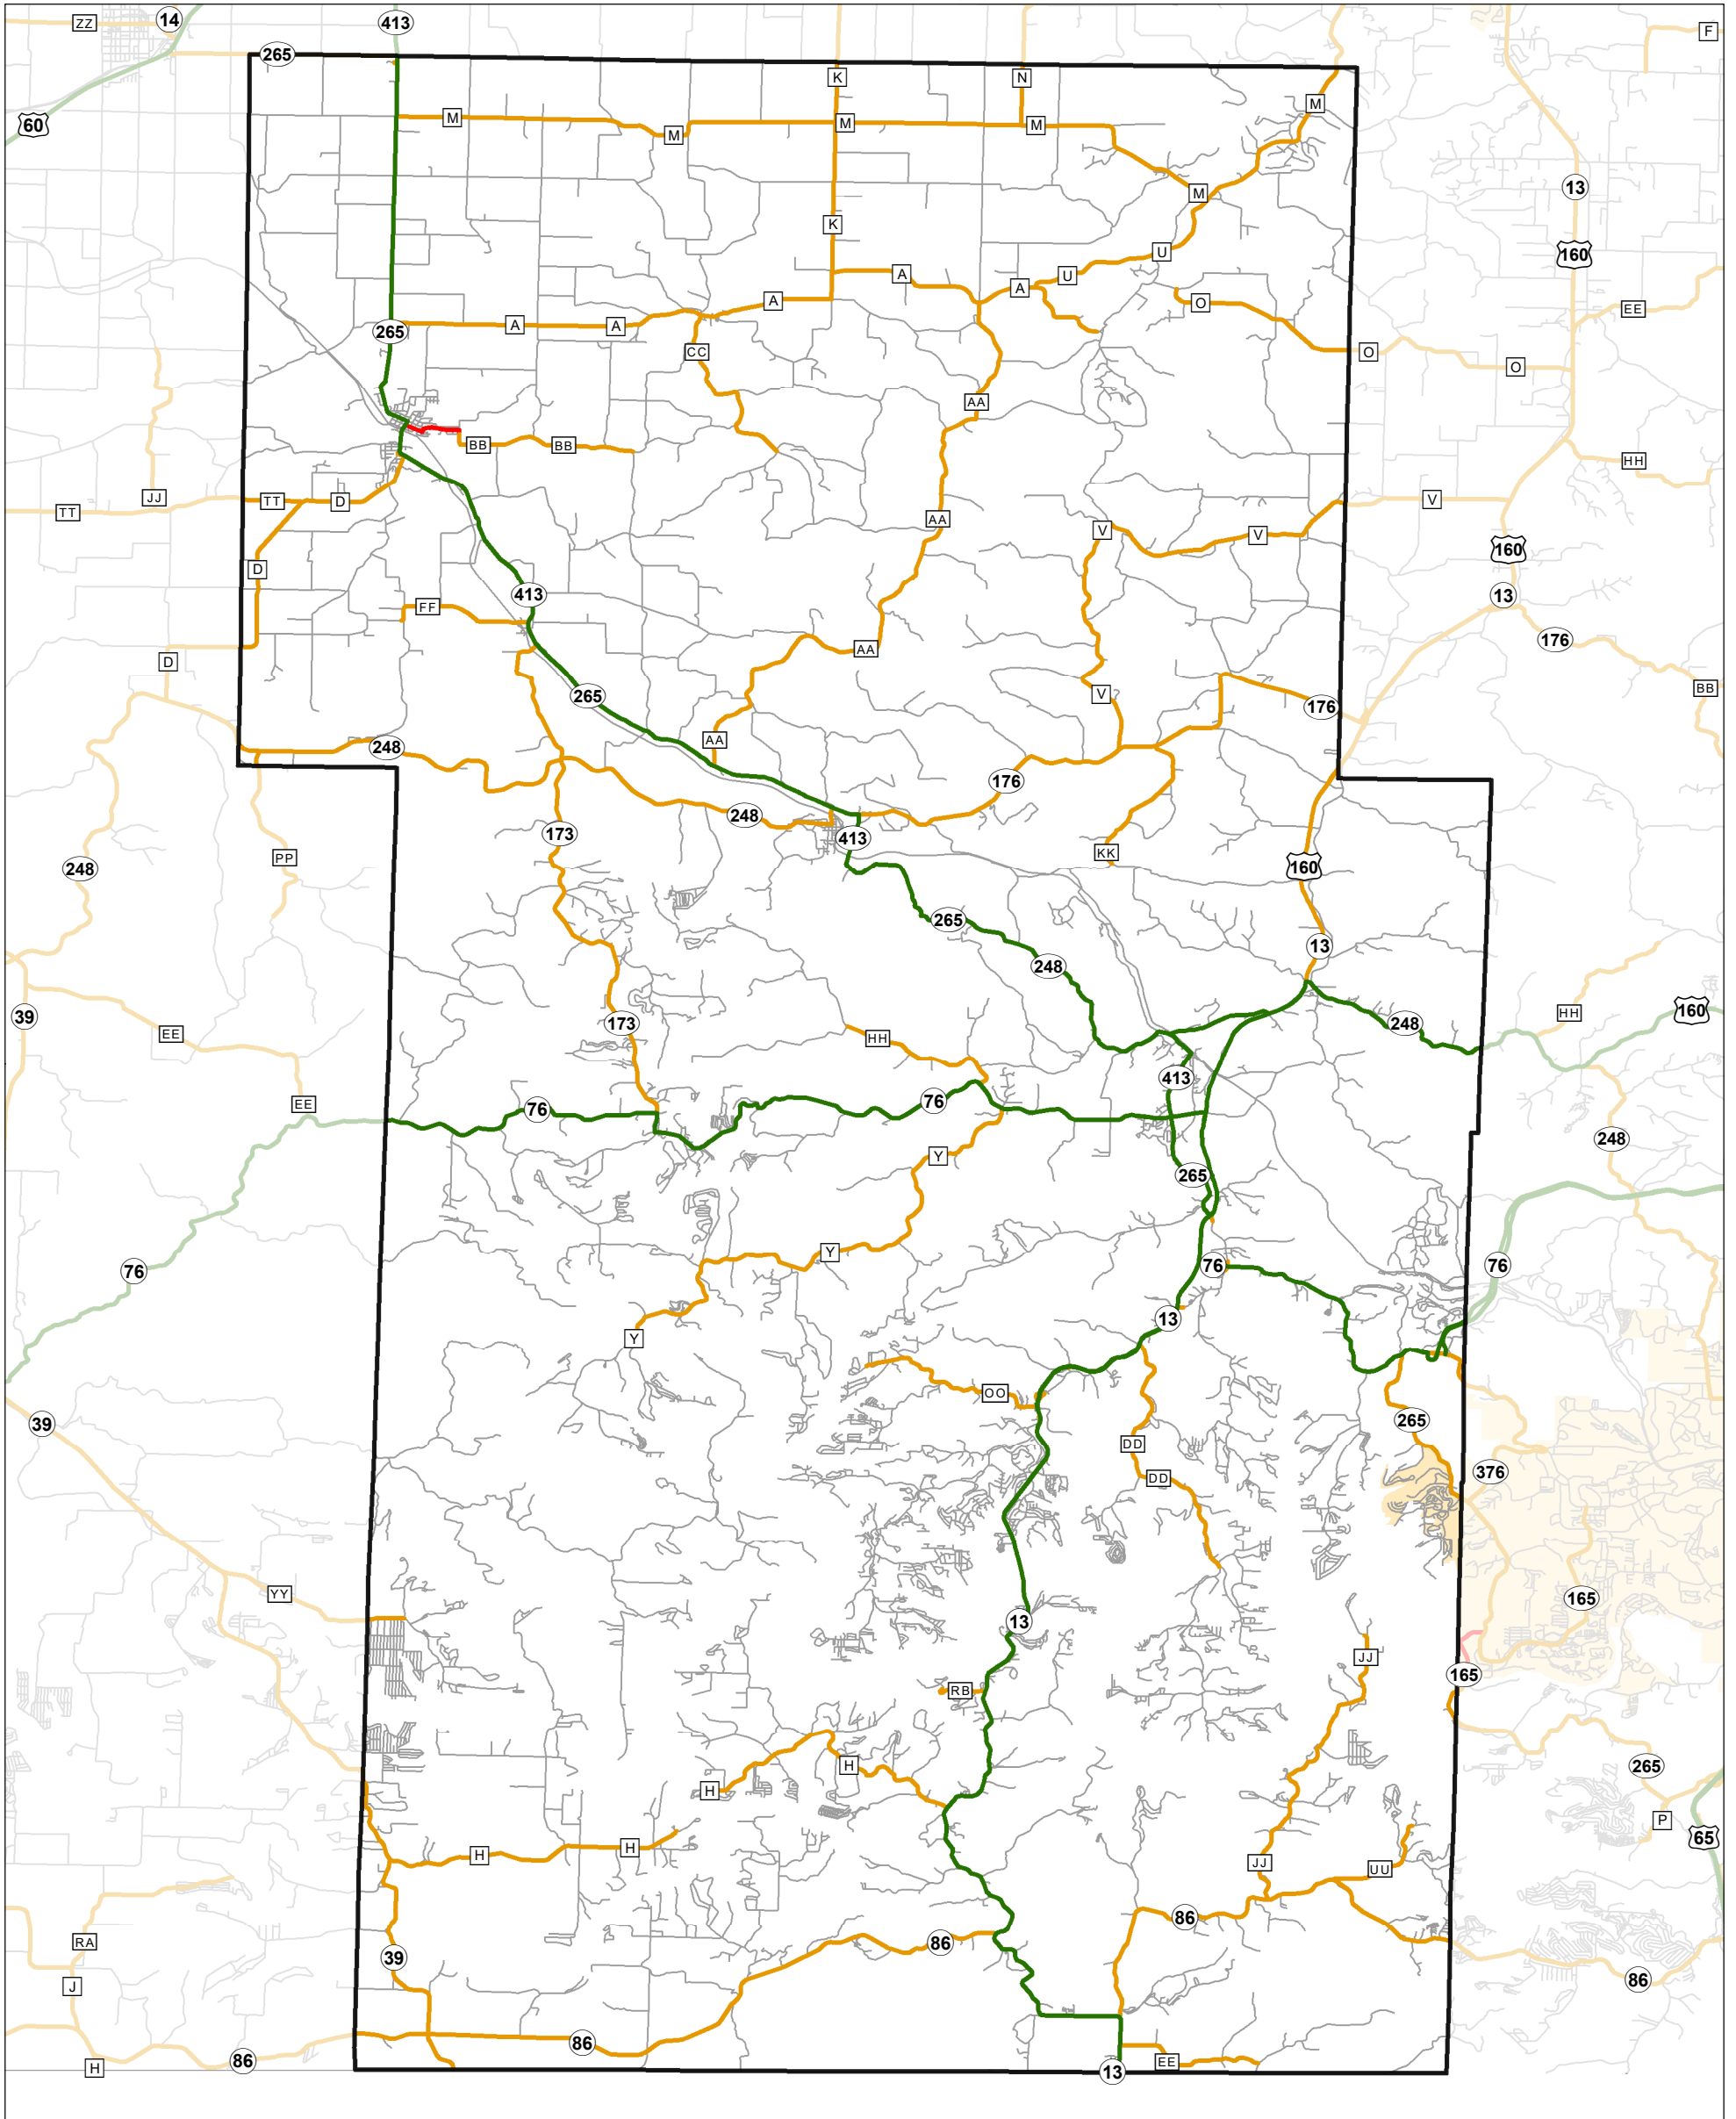 ZZ
14
413
F
265
K
N
M
60
M
M
M
M
13
M
K
160
U
A
U
A
O
EE
A
265
A
A
CC
O
O
AA
BB
BB
HH
JJ
TT
D
V
TT
AA
V
V
160
D
413
13
FF
176
AA
D
265
V
BB
176
AA
248
176
248
173
413
KK
PP
248
160
265
13
248
39
173
248
160
HH
EE
HH
413
76
76
EE
248
Y
265
Y
76
76
76
13
Y
OO
265
39
DD
376
DD
YY
165
13
JJ
165
RB
H
265
H
P
65
H
H
JJ
UU
86
RA
86
39
86
J
86
86
EE
H
13